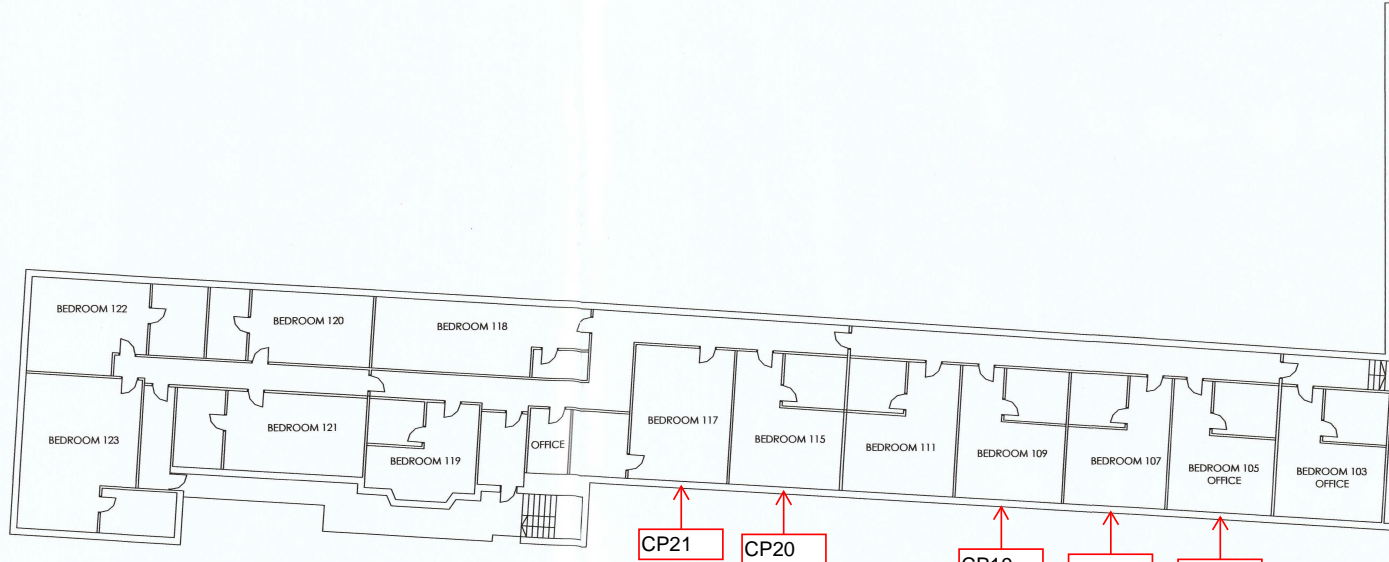 BEDROOM 122
BEDROOM 120
BEDROOM 118
BEDROOM 123
BEDROOM 121
BEDROOM 119
OFFICE
BEDROOM 117
BEDROOM 115
BEDROOM 111
BEDROOM 109
BEDROOM 107
BEDROOM 105
OFFICE
BEDROOM 103
OFFICE
CP21
CP20